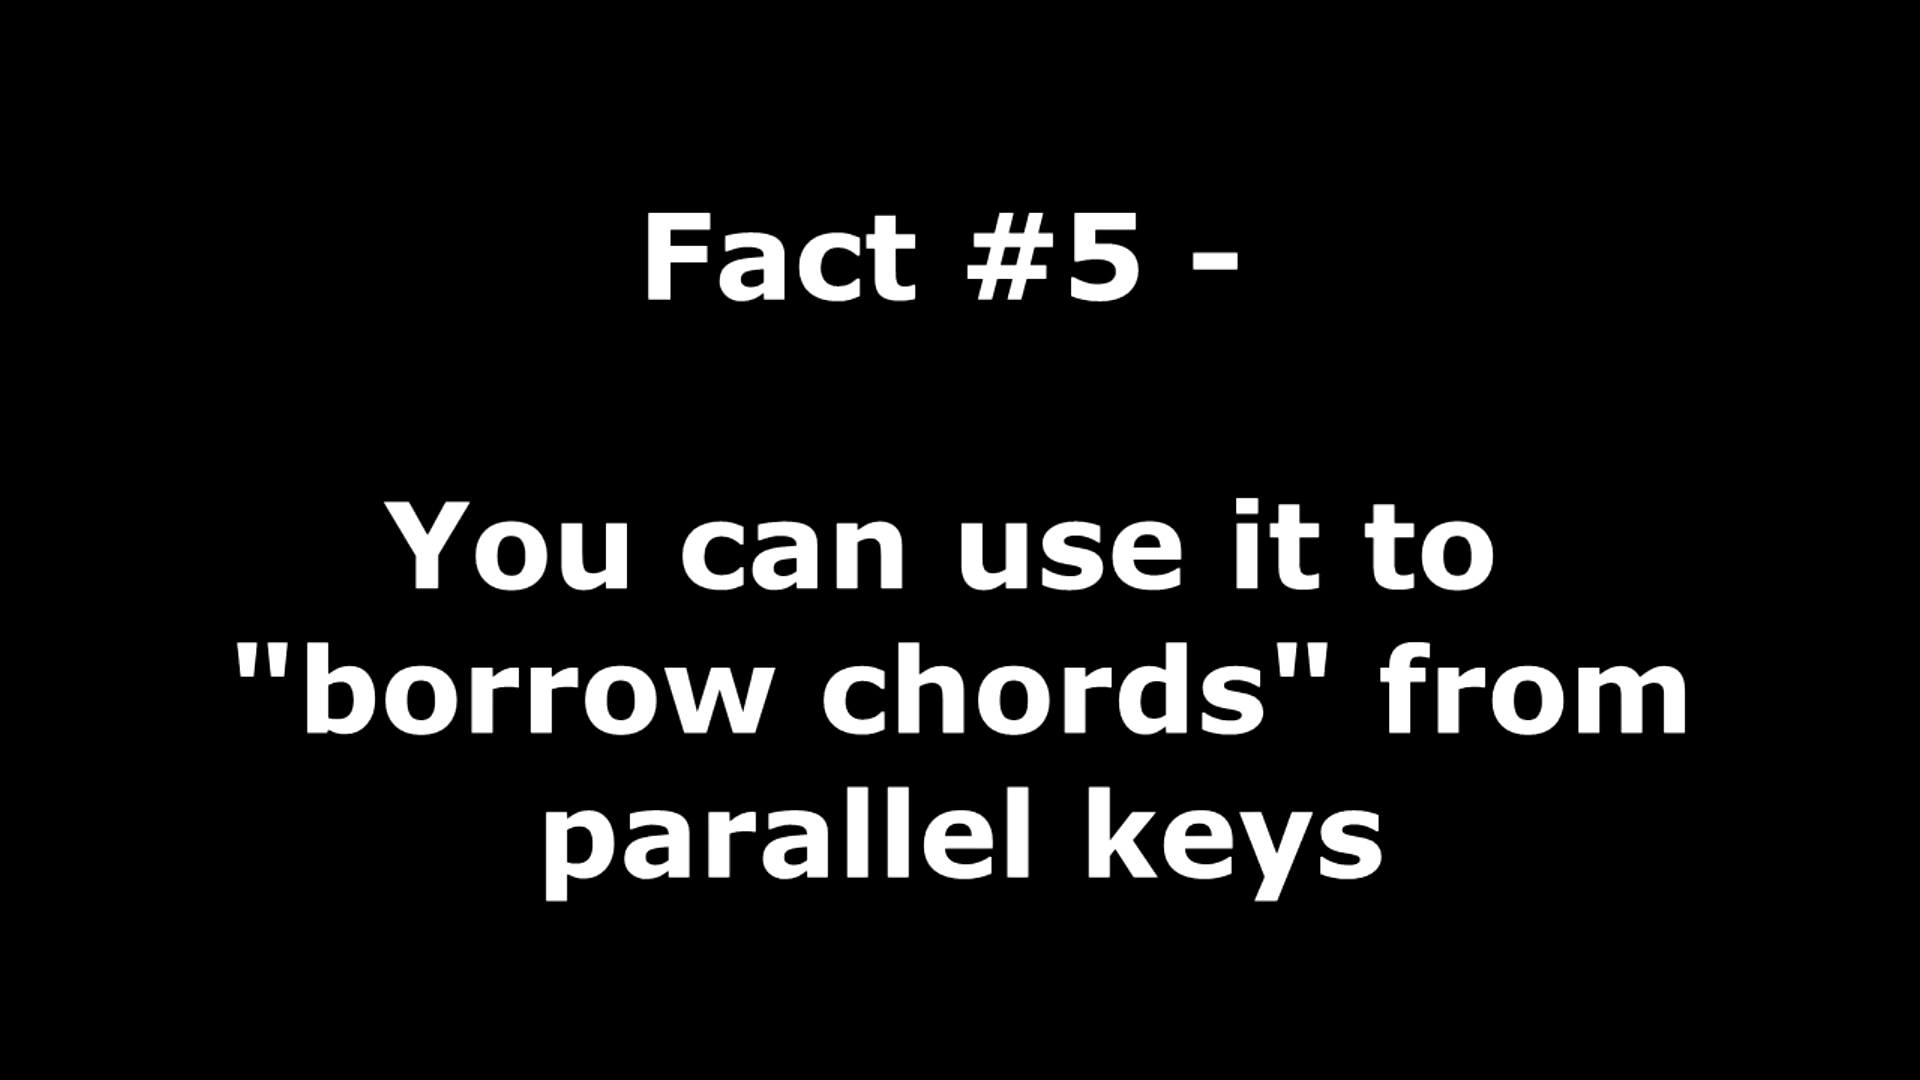 Fact #5 -
You can use it to
"borrow chords" from
parallel keys